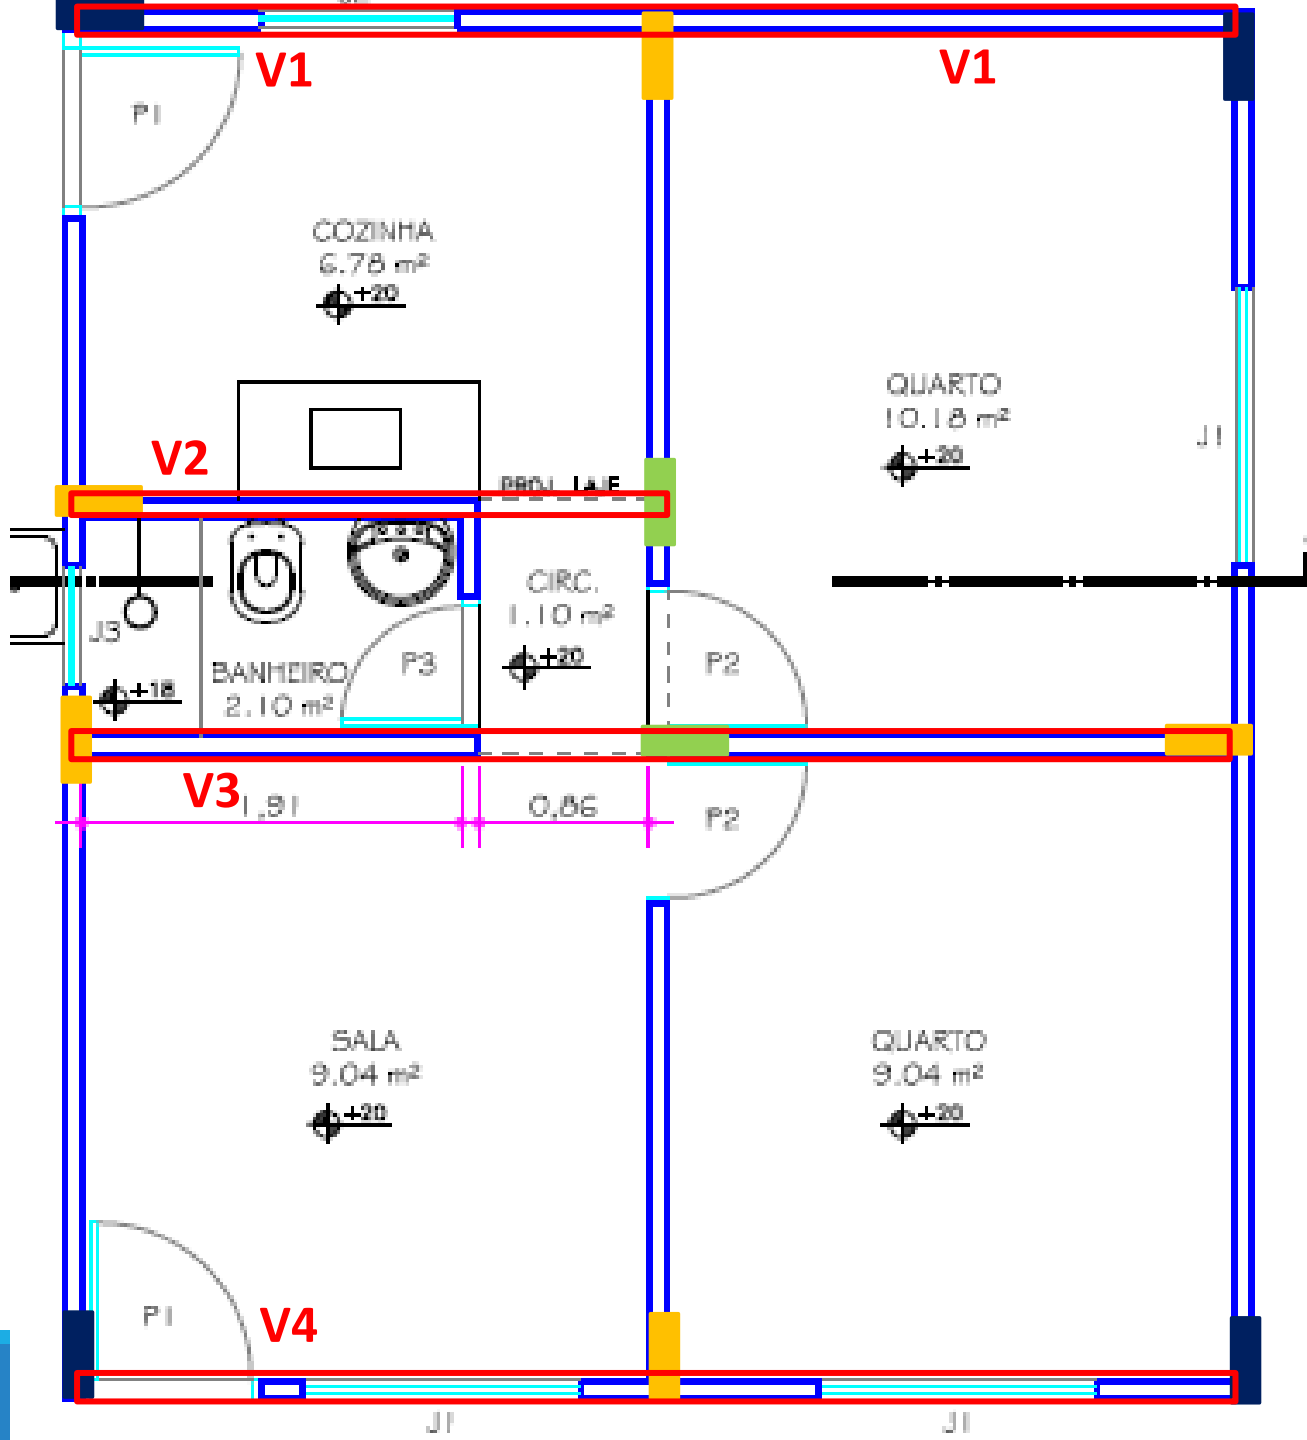 V1
V1
P1
COZINHA
6.78 m²
+20
QUARTO
10.18 m²
+20
J1
V2
PROJ. LAJE
CIRC.
1.10 m²
+20
J3
BANHEIRO
2.10 m²
P3
P2
+18
V3
1,91
0,86
P2
SALA
9.04 m²
+20
QUARTO
9.04 m²
+20
P1
V4
J1
J1